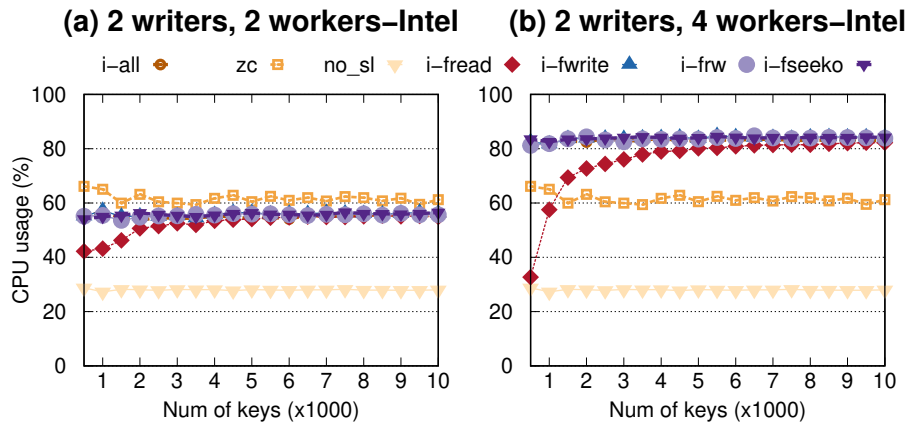 (a) 2 writers, 2 workers–Intel (b) 2 writers, 4 workers–Intel
i–all zc no_sl i–fread i–fwrite i–frw i–fseeko
100 100
80 80
60 60
40 40
20 20
0 0
CPU usage (%)
1 2 3 4 5 6 7 8 9 10 1 2 3 4 5 6 7 8 9 10
Num of keys (x1000) Num of keys (x1000)